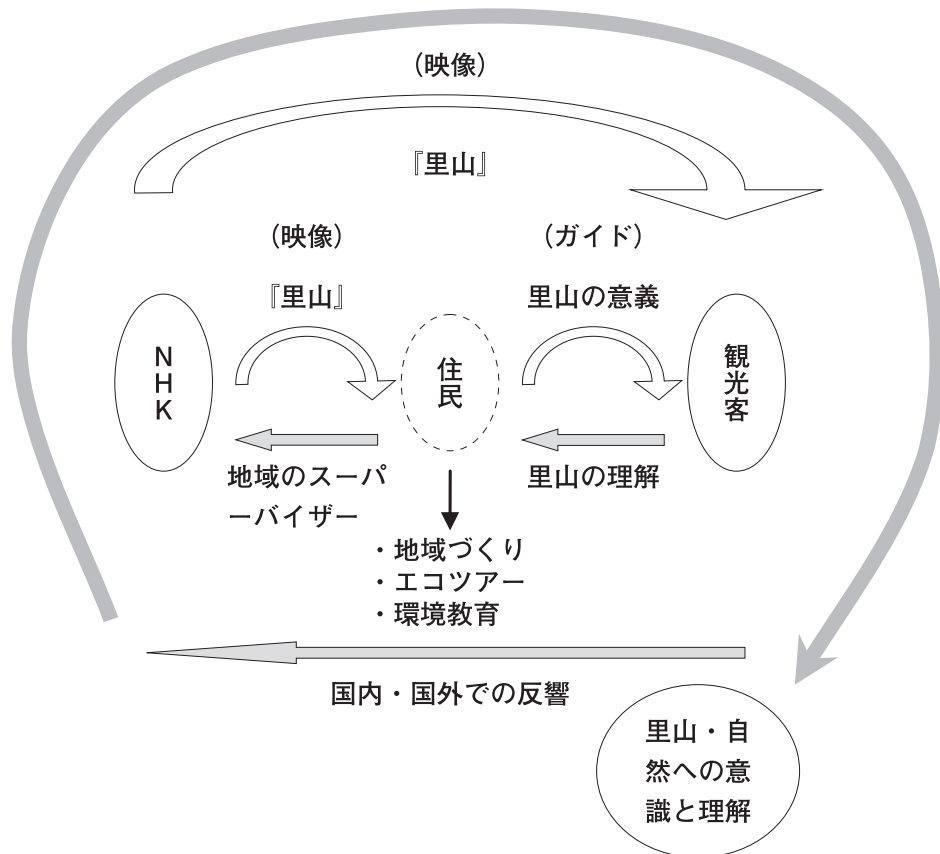 (映像)
『里山』
(映像)
(ガイド)
『里山』
里山の意義
NHK
住民
観光客
地域のスーパ
ーバイザー
里山の理解
・地域づくり
・エコツアー
・環境教育
国内・国外での反響
里山・自
然への意
識と理解